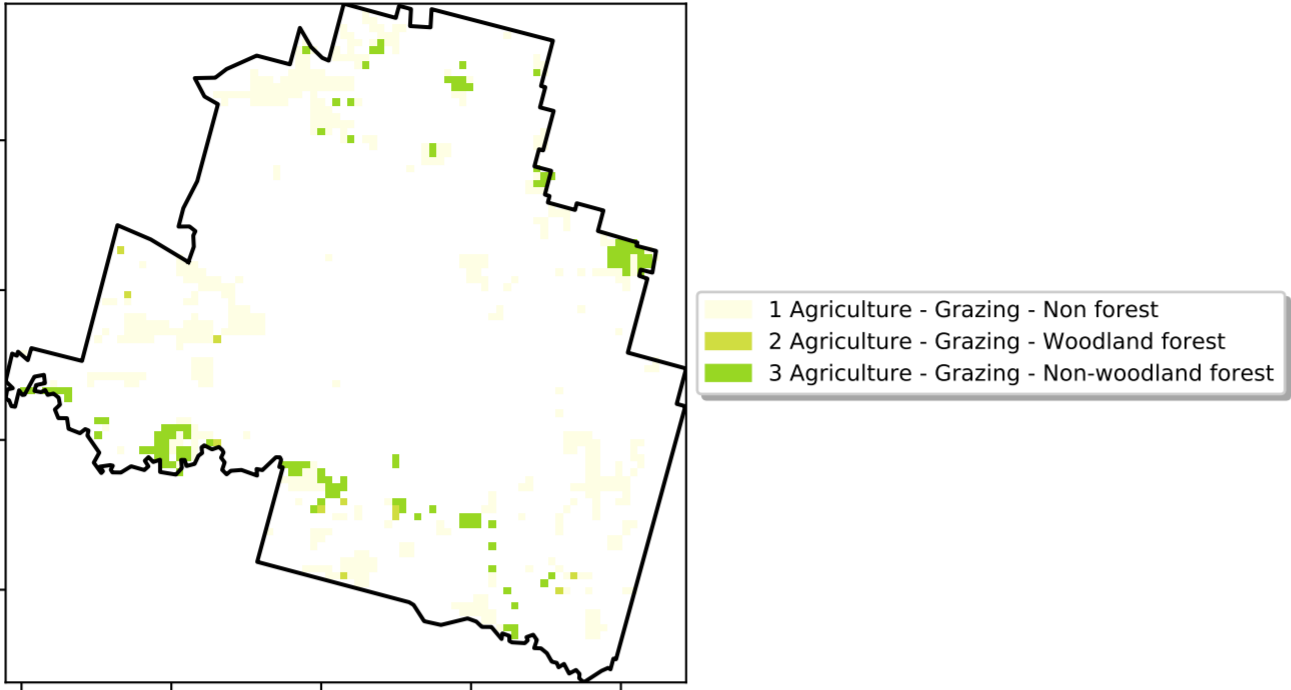 1 Agriculture - Grazing - Non forest
2 Agriculture - Grazing - Woodland forest
3 Agriculture - Grazing - Non-woodland forest